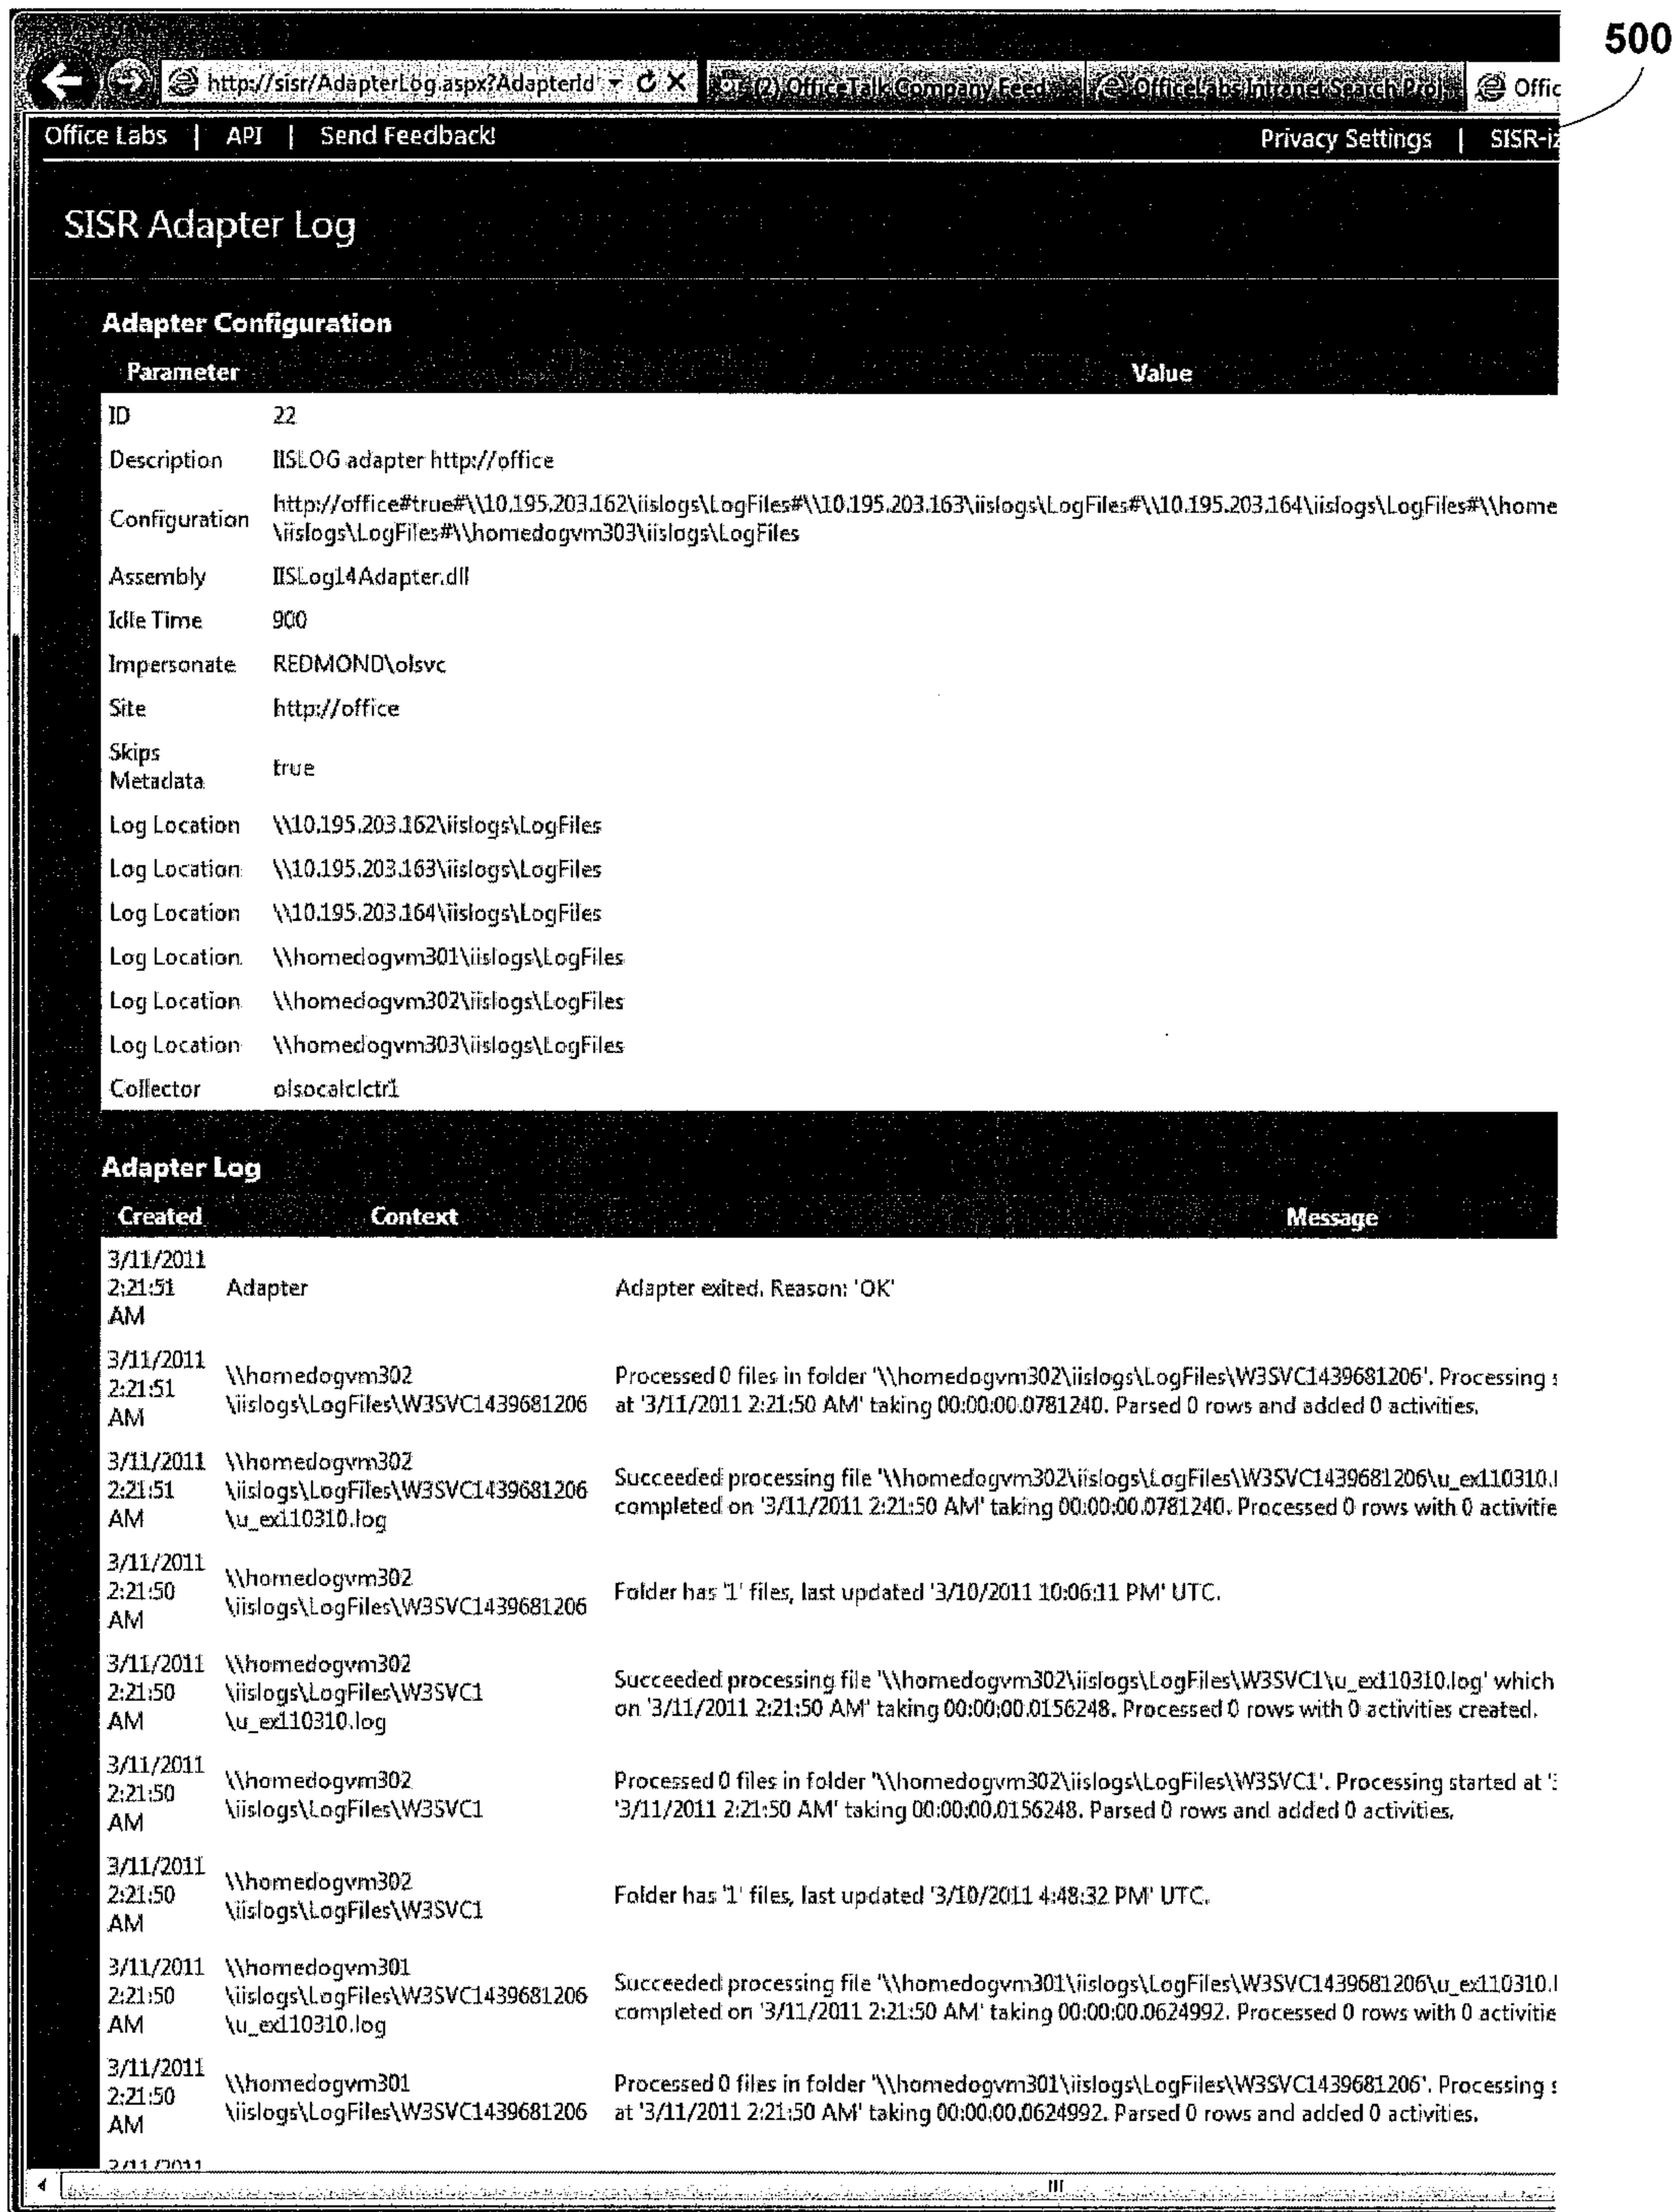 500
http://sisr/AdapterLog.aspx?AdapterId
(2) OfficeTalk Company Feed
OfficeLabs Intranet Search Proj
Offic
Office Labs | API | Send Feedback!
Privacy Settings | SISR-iz
SISR Adapter Log
Adapter Configuration
Parameter Value
ID 22
Description IISLOG adapter http://office
Configuration http://office#true#\\10.195.203.162\iislogs\LogFiles#\\10.195.203.163\iislogs\LogFiles#\\10.195.203.164\iislogs\LogFiles#\\home
\iislogs\LogFiles#\\homedogvm303\iislogs\LogFiles
Assembly IISLog14Adapter.dll
Idle Time 900
Impersonate REDMOND\olsvc
Site http://office
Skips
Metadata true
Log Location \\10.195.203.162\iislogs\LogFiles
Log Location \\10.195.203.163\iislogs\LogFiles
Log Location \\10.195.203.164\iislogs\LogFiles
Log Location \\homedogvm301\iislogs\LogFiles
Log Location \\homedogvm302\iislogs\LogFiles
Log Location \\homedogvm303\iislogs\LogFiles
Collector olsocalclctr1
Adapter Log
Created Context Message
3/11/2011
2:21:51 Adapter Adapter exited. Reason: 'OK'
AM
3/11/2011
2:21:51
AM
\\homedogvm302
\iislogs\LogFiles\W3SVC1439681206
Processed 0 files in folder '\\homedogvm302\iislogs\LogFiles\W3SVC1439681206'. Processing s
at '3/11/2011 2:21:50 AM' taking 00:00:00.0781240. Parsed 0 rows and added 0 activities.
3/11/2011
2:21:51
AM
\\homedogvm302
\iislogs\LogFiles\W3SVC1439681206
\u_ex110310.log
Succeeded processing file '\\homedogvm302\iislogs\LogFiles\W3SVC1439681206\u_ex110310.l
completed on '3/11/2011 2:21:50 AM' taking 00:00:00.0781240. Processed 0 rows with 0 activitie
3/11/2011
2:21:50
AM
\\homedogvm302
\iislogs\LogFiles\W3SVC1439681206
Folder has '1' files, last updated '3/10/2011 10:06:11 PM' UTC.
3/11/2011
2:21:50
AM
\\homedogvm302
\iislogs\LogFiles\W3SVC1
\u_ex110310.log
Succeeded processing file '\\homedogvm302\iislogs\LogFiles\W3SVC1\u_ex110310.log' which
on '3/11/2011 2:21:50 AM' taking 00:00:00.0156248. Processed 0 rows with 0 activities created.
3/11/2011
2:21:50
AM
\\homedogvm302
\iislogs\LogFiles\W3SVC1
Processed 0 files in folder '\\homedogvm302\iislogs\LogFiles\W3SVC1'. Processing started at '3
'3/11/2011 2:21:50 AM' taking 00:00:00.0156248. Parsed 0 rows and added 0 activities.
3/11/2011
2:21:50
AM
\\homedogvm302
\iislogs\LogFiles\W3SVC1
Folder has '1' files, last updated '3/10/2011 4:48:32 PM' UTC.
3/11/2011
2:21:50
AM
\\homedogvm301
\iislogs\LogFiles\W3SVC1439681206
\u_ex110310.log
Succeeded processing file '\\homedogvm301\iislogs\LogFiles\W3SVC1439681206\u_ex110310.l
completed on '3/11/2011 2:21:50 AM' taking 00:00:00.0624992. Processed 0 rows with 0 activitie
3/11/2011
2:21:50
AM
\\homedogvm301
\iislogs\LogFiles\W3SVC1439681206
Processed 0 files in folder '\\homedogvm301\iislogs\LogFiles\W3SVC1439681206'. Processing s
at '3/11/2011 2:21:50 AM' taking 00:00:00.0624992. Parsed 0 rows and added 0 activities.
3/11/2011